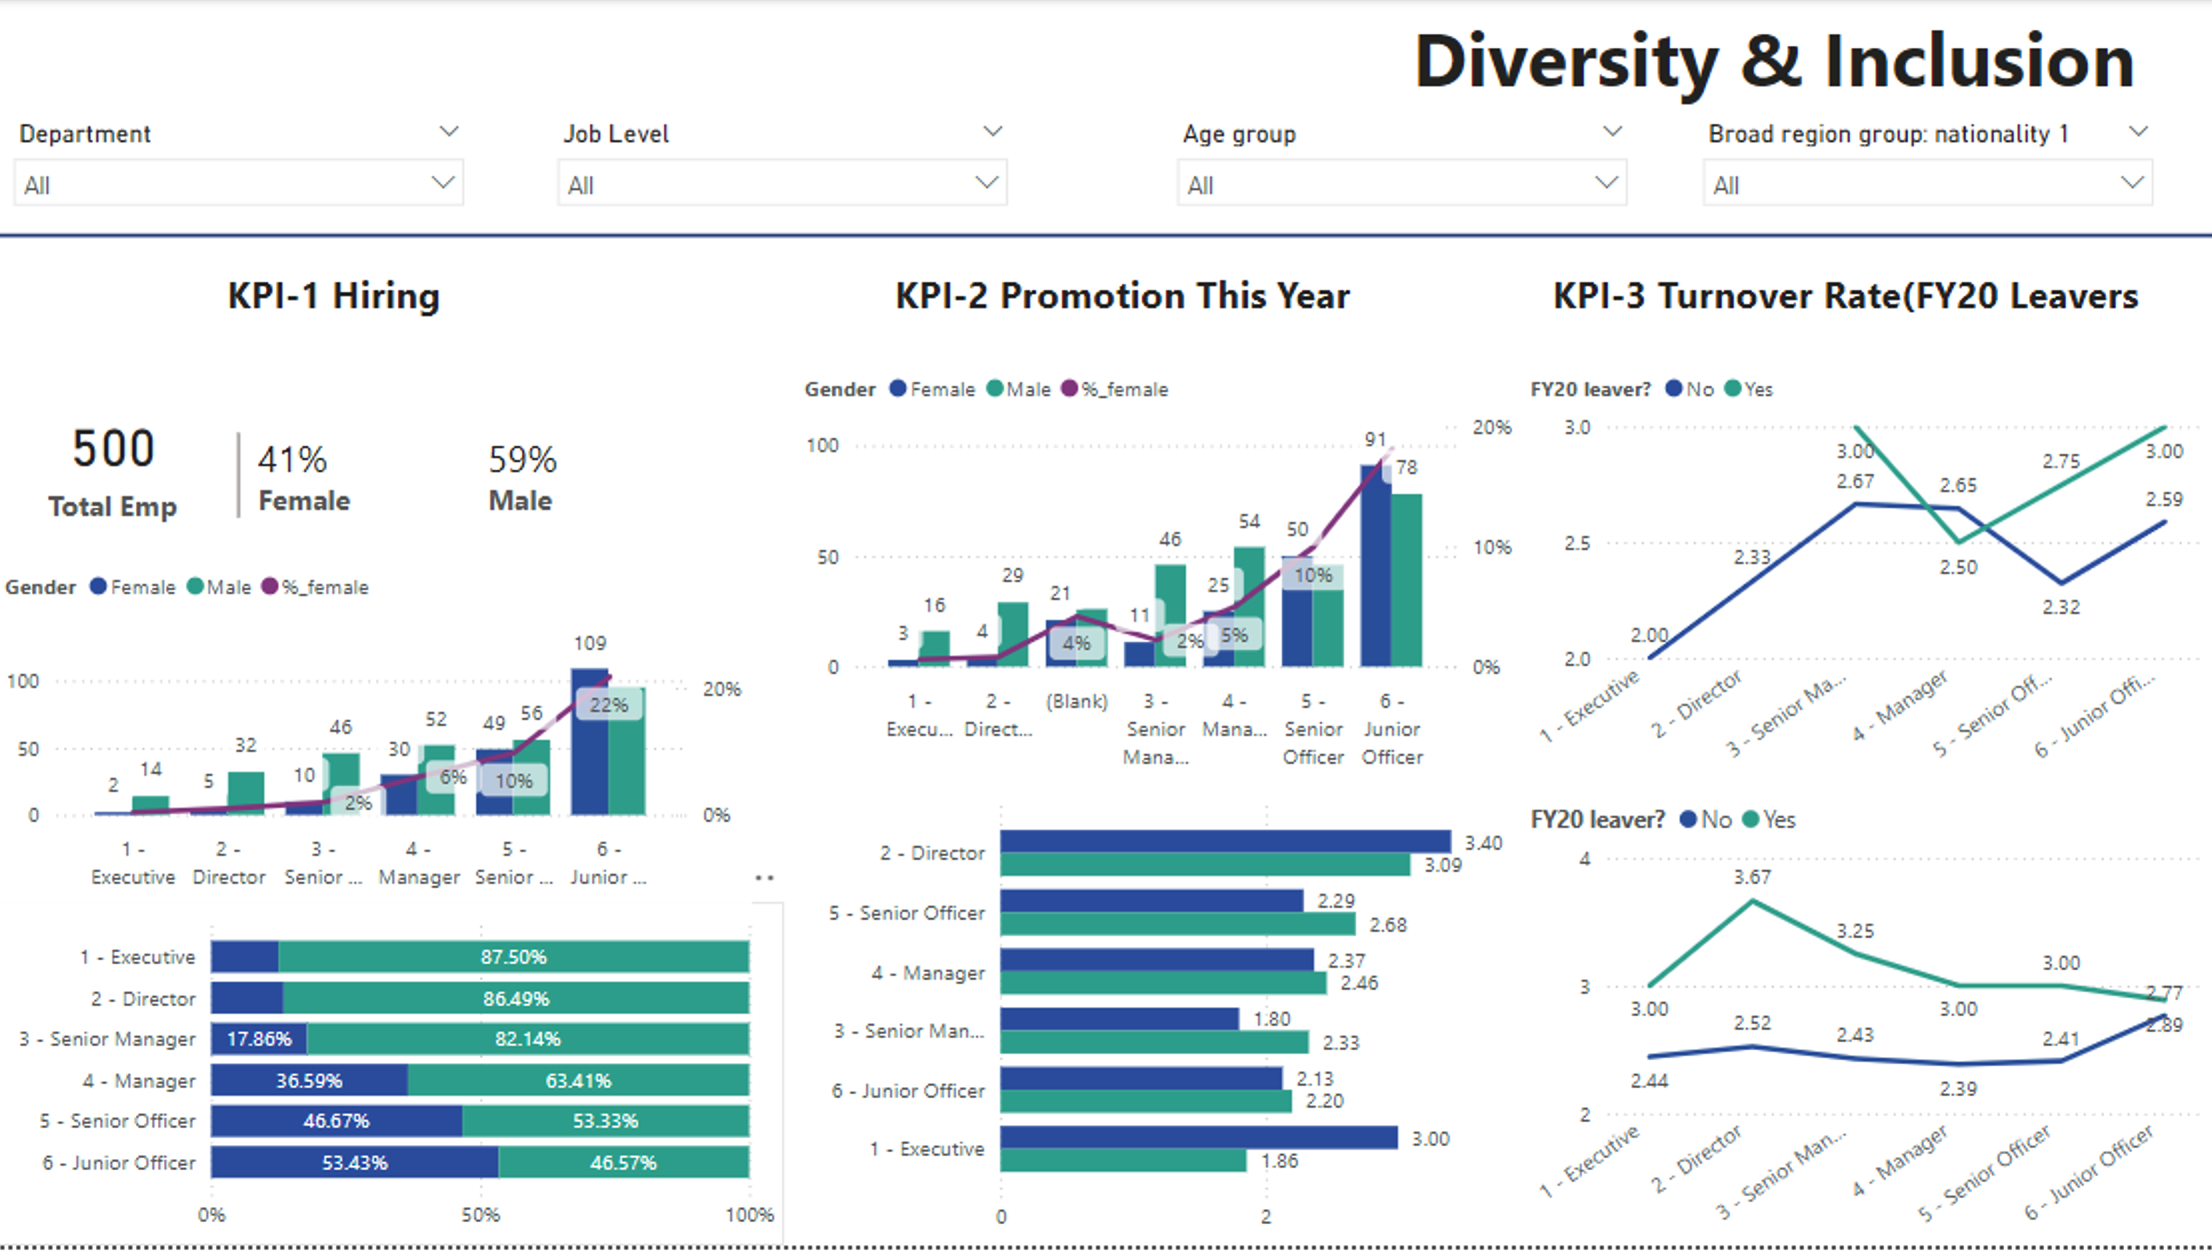 Diversity & Inclusion
Department
Job Level
Age group
Broad region group: nationality 1
All
All
All
All
KPI-1 Hiring
500
Total Emp
41%
Female
59%
Male
Gender Female Male %_female
100
50
0
20%
0%
2 14 5 32 10 46 30 52 49 56 109
2% 6% 10% 22%
1 - Executive
2 - Director
3 - Senior ...
4 - Manager
5 - Senior ...
6 - Junior ...
1 - Executive 87.50%
2 - Director 86.49%
3 - Senior Manager 17.86% 82.14%
4 - Manager 36.59% 63.41%
5 - Senior Officer 46.67% 53.33%
6 - Junior Officer 53.43% 46.57%
0% 50% 100%
KPI-2 Promotion This Year
Gender Female Male %_female
100
50
0
20%
10%
0%
3 16 4 29 21 11 46 25 54 50 91 78
4% 2% 5% 10%
1 - Execu...
2 - Direct...
(Blank)
3 - Senior Mana...
4 - Mana...
5 - Senior Officer
6 - Junior Officer
2 - Director 3.40 3.09
5 - Senior Officer 2.29 2.68
4 - Manager 2.37 2.46
3 - Senior Man... 1.80 2.33
6 - Junior Officer 2.13 2.20
1 - Executive 3.00 1.86
0 2
KPI-3 Turnover Rate(FY20 Leavers
FY20 leaver? No Yes
3.0
2.5
2.0
2.00 2.33 3.00 2.67 2.65 2.50 2.75 2.32 3.00 2.59
1 - Executive
2 - Director
3 - Senior Ma...
4 - Manager
5 - Senior Off...
6 - Junior Offi...
FY20 leaver? No Yes
4
3
2
3.00 3.67 3.25 3.00 3.00 2.77
2.44 2.52 2.43 2.39 2.41 2.89
1 - Executive
2 - Director
3 - Senior Man...
4 - Manager
5 - Senior Officer
6 - Junior Officer